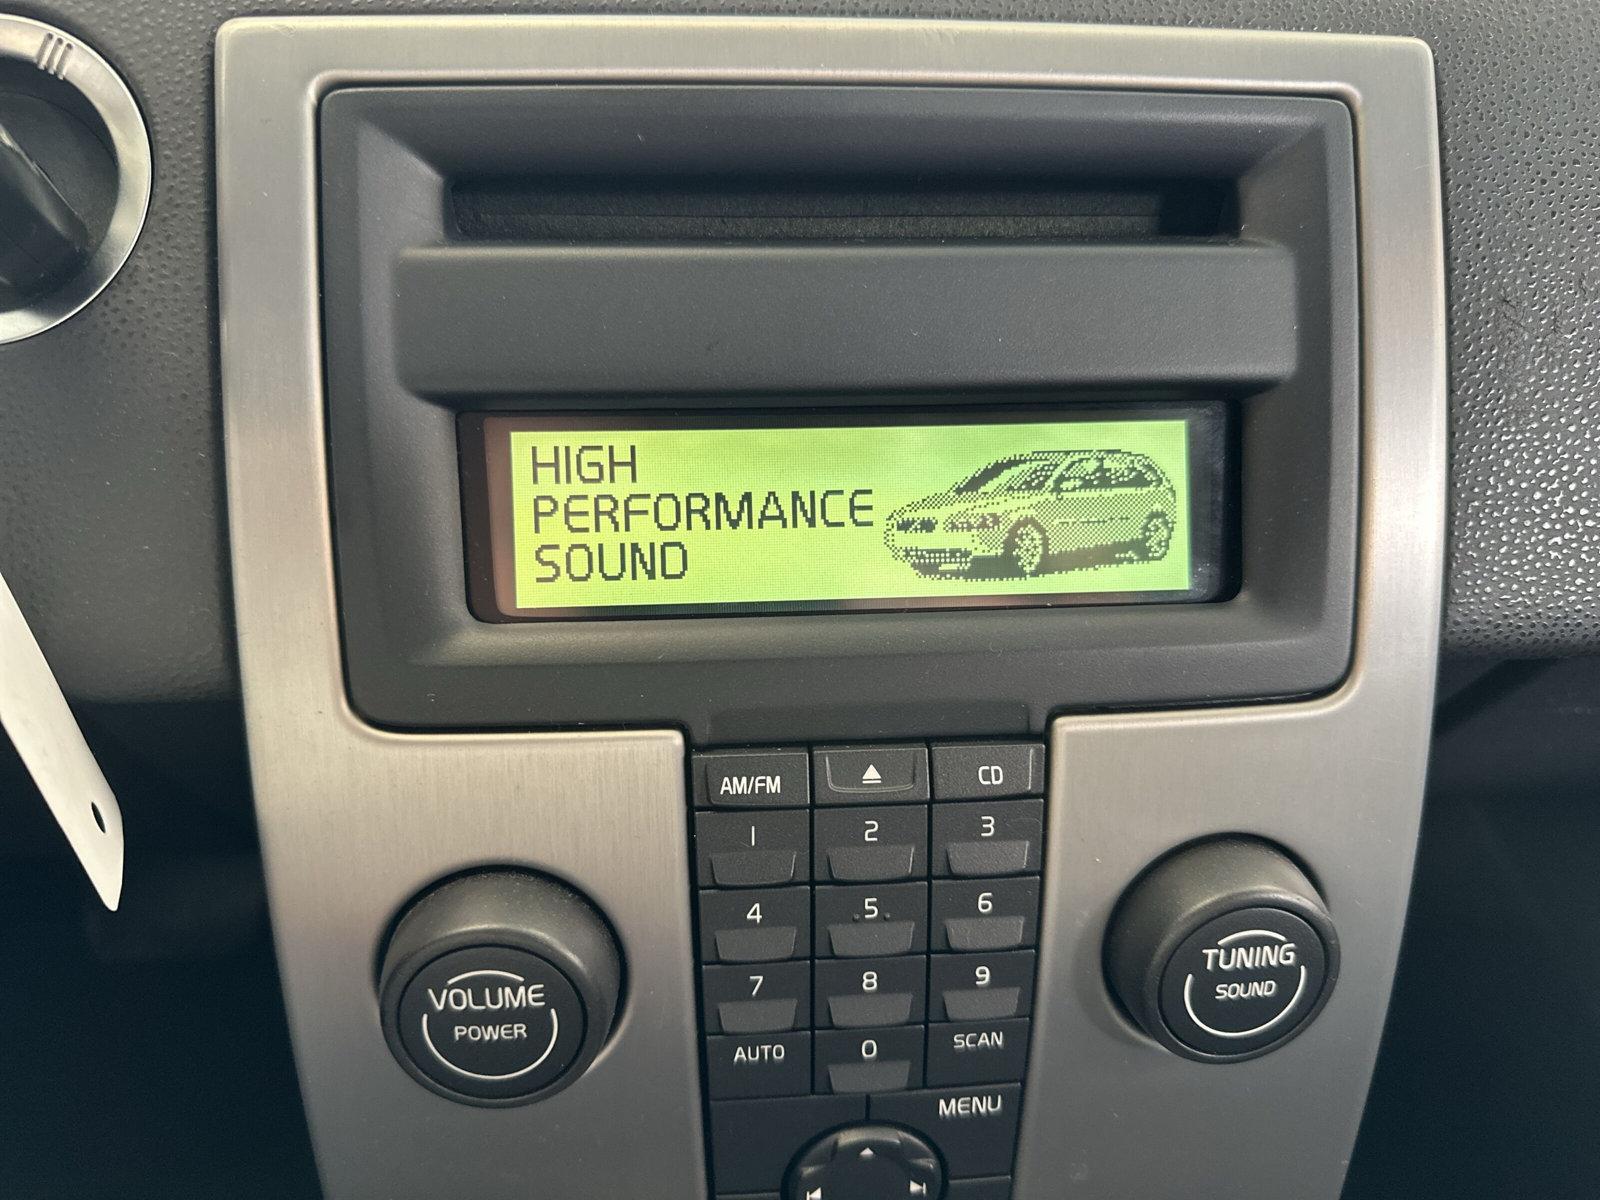 HIGH
PERFORMANCE
SOUND
AM/FM
CD
1
2
3
4
5
6
7
8
9
AUTO
0
SCAN
MENU
VOLUME
POWER
TUNING
SOUND